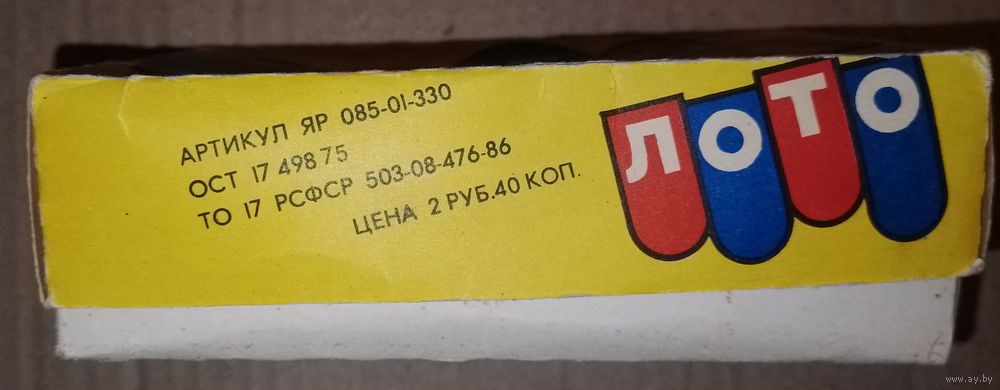 АРТИКУЛ ЯР 085-01-330
ОСТ 17 498 75
ТО 17 РСФСР 503-08-476-86
ЦЕНА 2 РУБ.40 КОП.
ЛОТО
www.ay.by